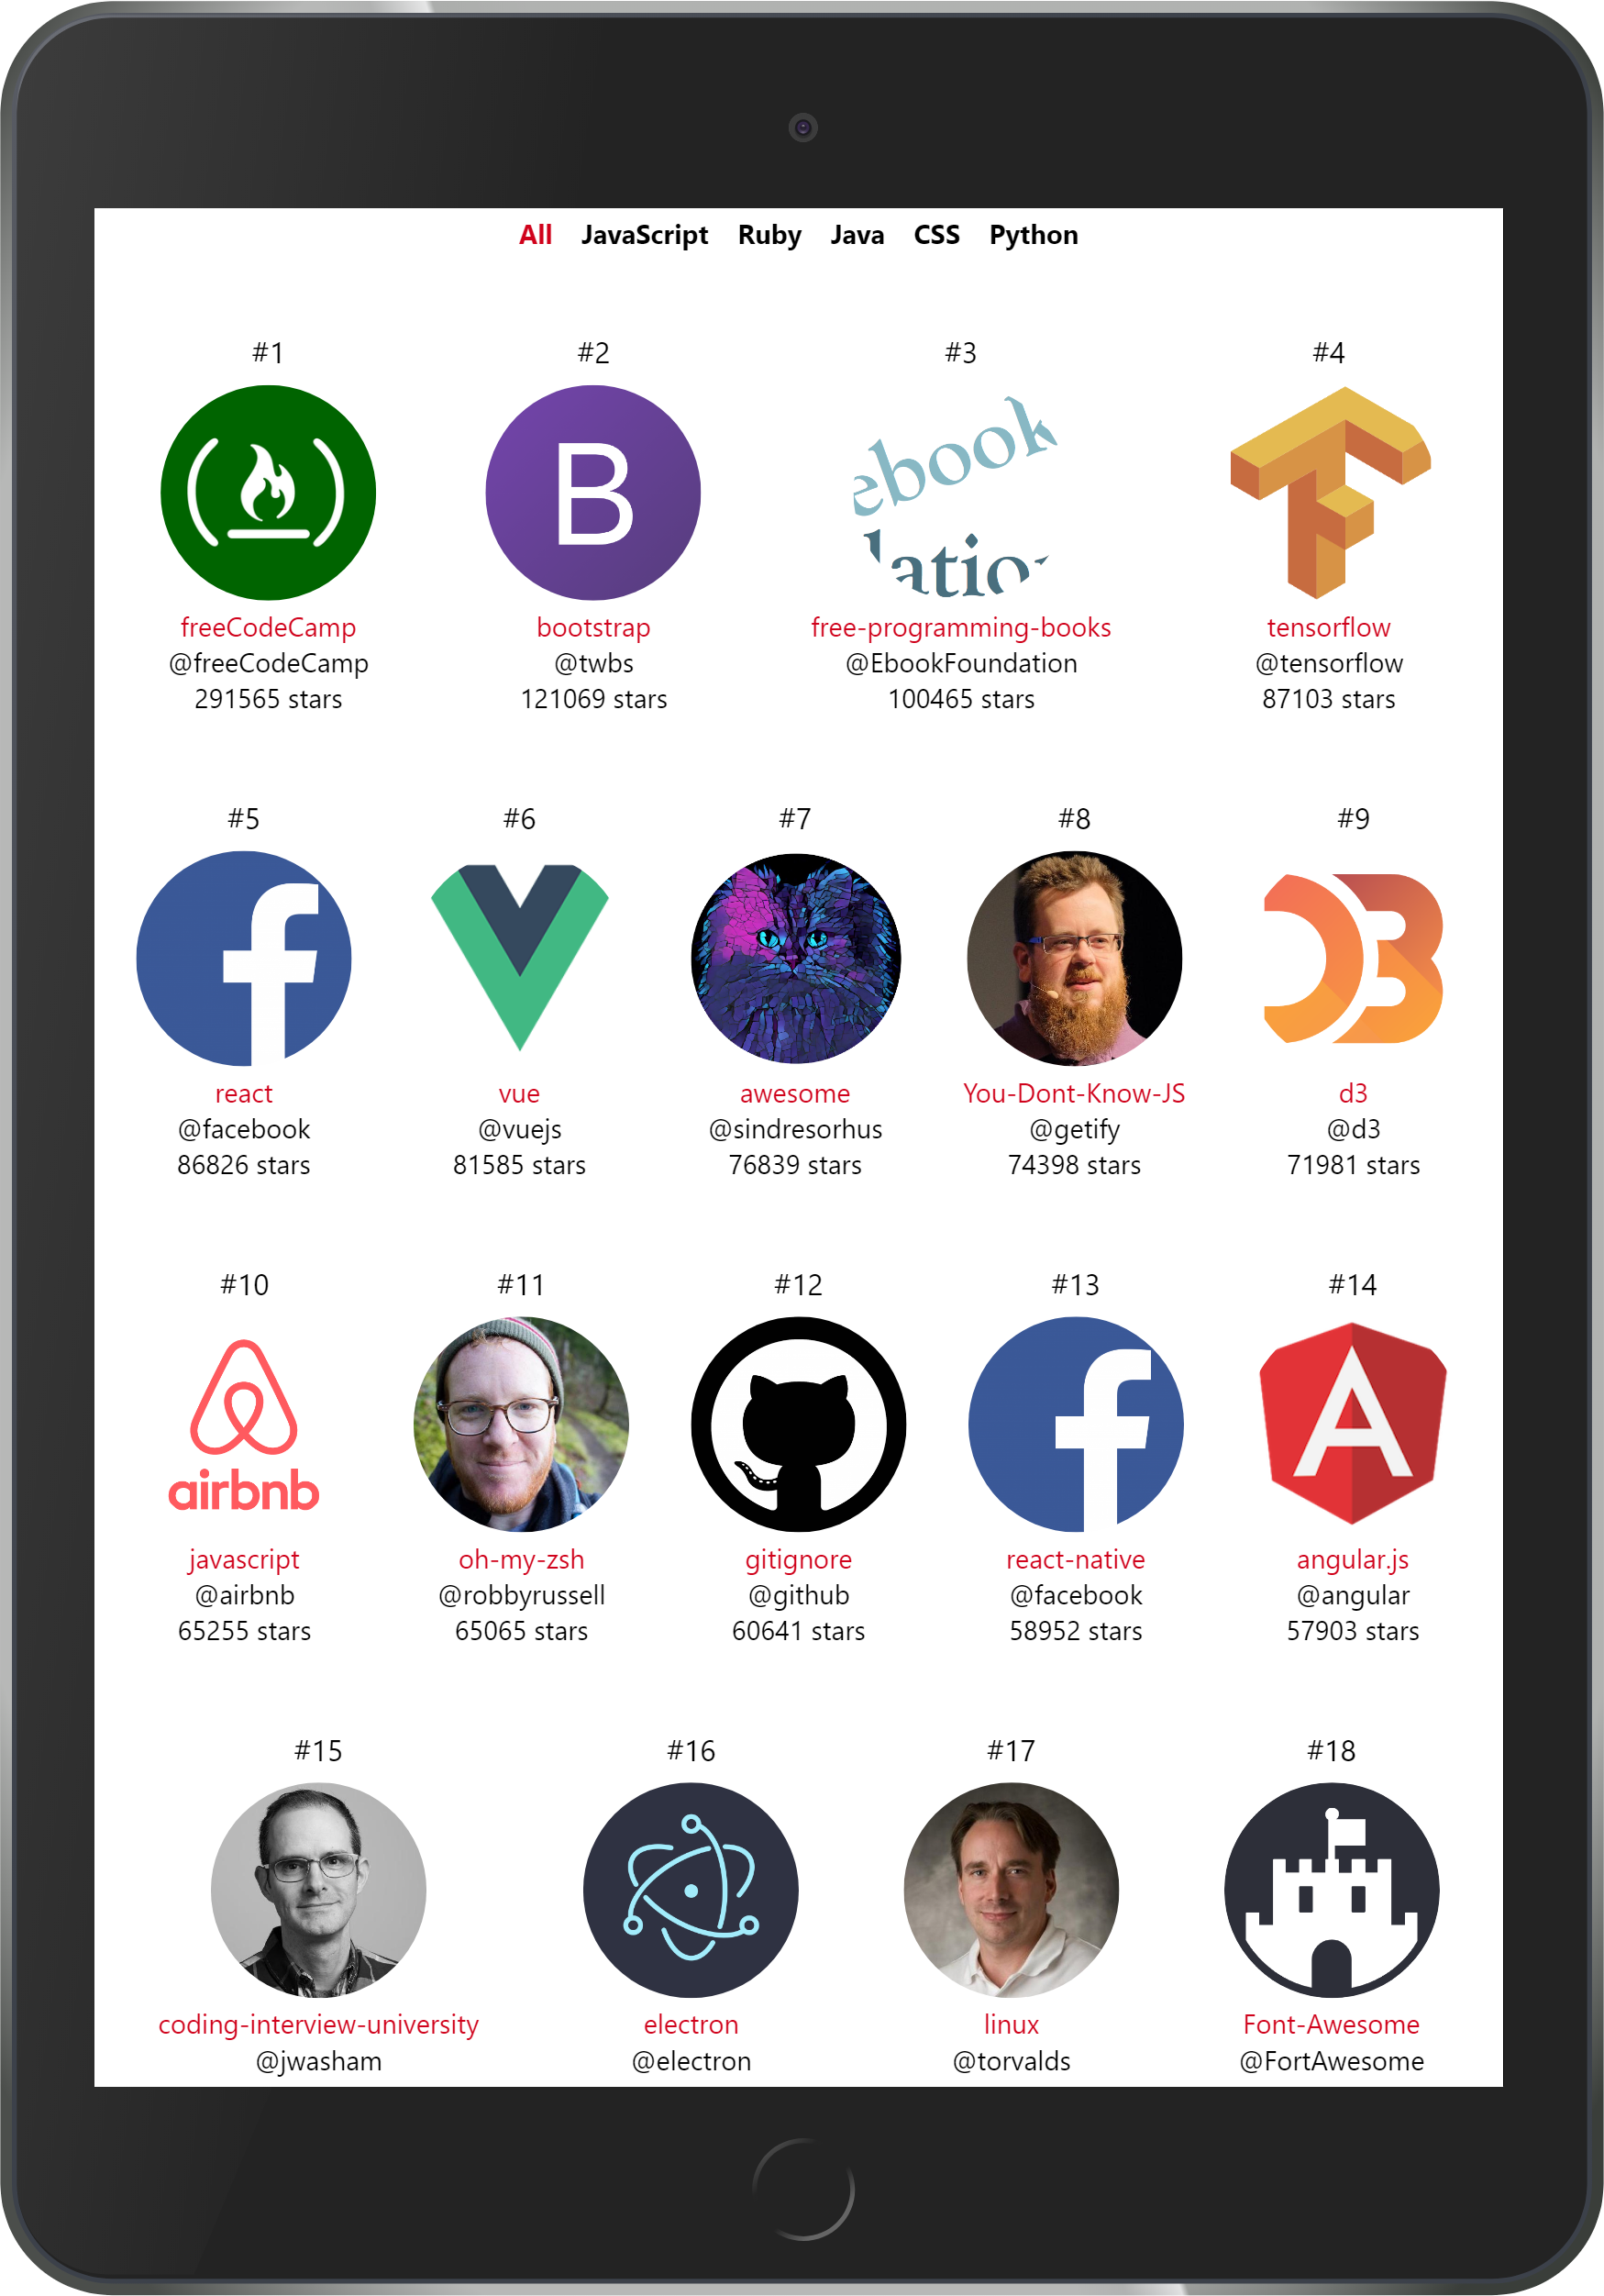 All JavaScript Ruby Java CSS Python
#1 #2 #3 #4
B
ebook
freeCodeCamp bootstrap free-programming-books tensorflow
@freeCodeCamp @twbs @EbookFoundation @tensorflow
291565 stars 121069 stars 100465 stars 87103 stars
#5 #6 #7 #8 #9
react vue awesome You-Dont-Know-JS d3
@facebook @vuejs @sindresorhus @getify @d3
86826 stars 81585 stars 76839 stars 74398 stars 71981 stars
#10 #11 #12 #13 #14
A
airbnb
javascript oh-my-zsh gitignore react-native angular.js
@airbnb @robbyrussell @github @facebook @angular
65255 stars 65065 stars 60641 stars 58952 stars 57903 stars
#15 #16 #17 #18
coding-interview-university electron linux Font-Awesome
@jwasham @electron @torvalds @FortAwesome